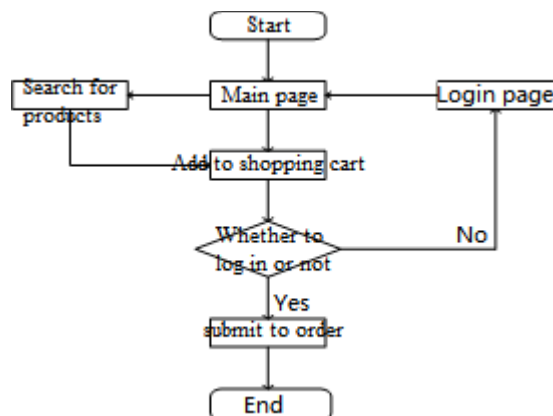 Start
Search for
products
Main page
Login page
Add to shopping cart
Whether to
log in or not
No
Yes
submit to order
End